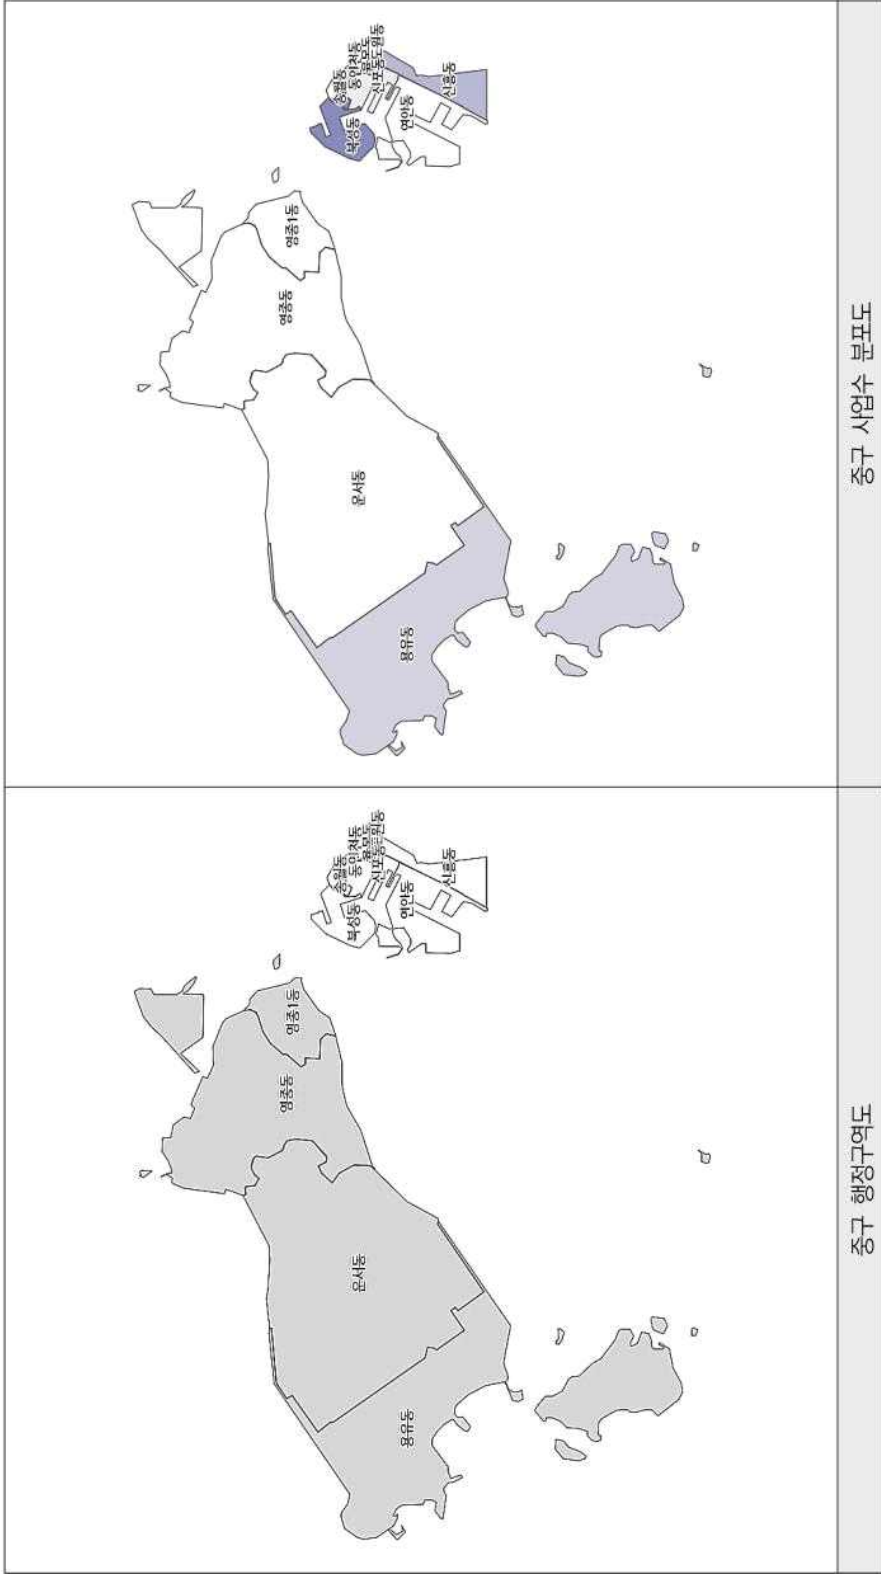 중구 행정구역도
송월동
동인천동
율목동
신포동
도원동
북성동
연안동
신흥동
영종1동
영종동
운서동
용유동
중구 사업수 분포도
송월동
동인천동
율목동
신포동
도원동
북성동
연안동
신흥동
영종1동
영종동
운서동
용유동